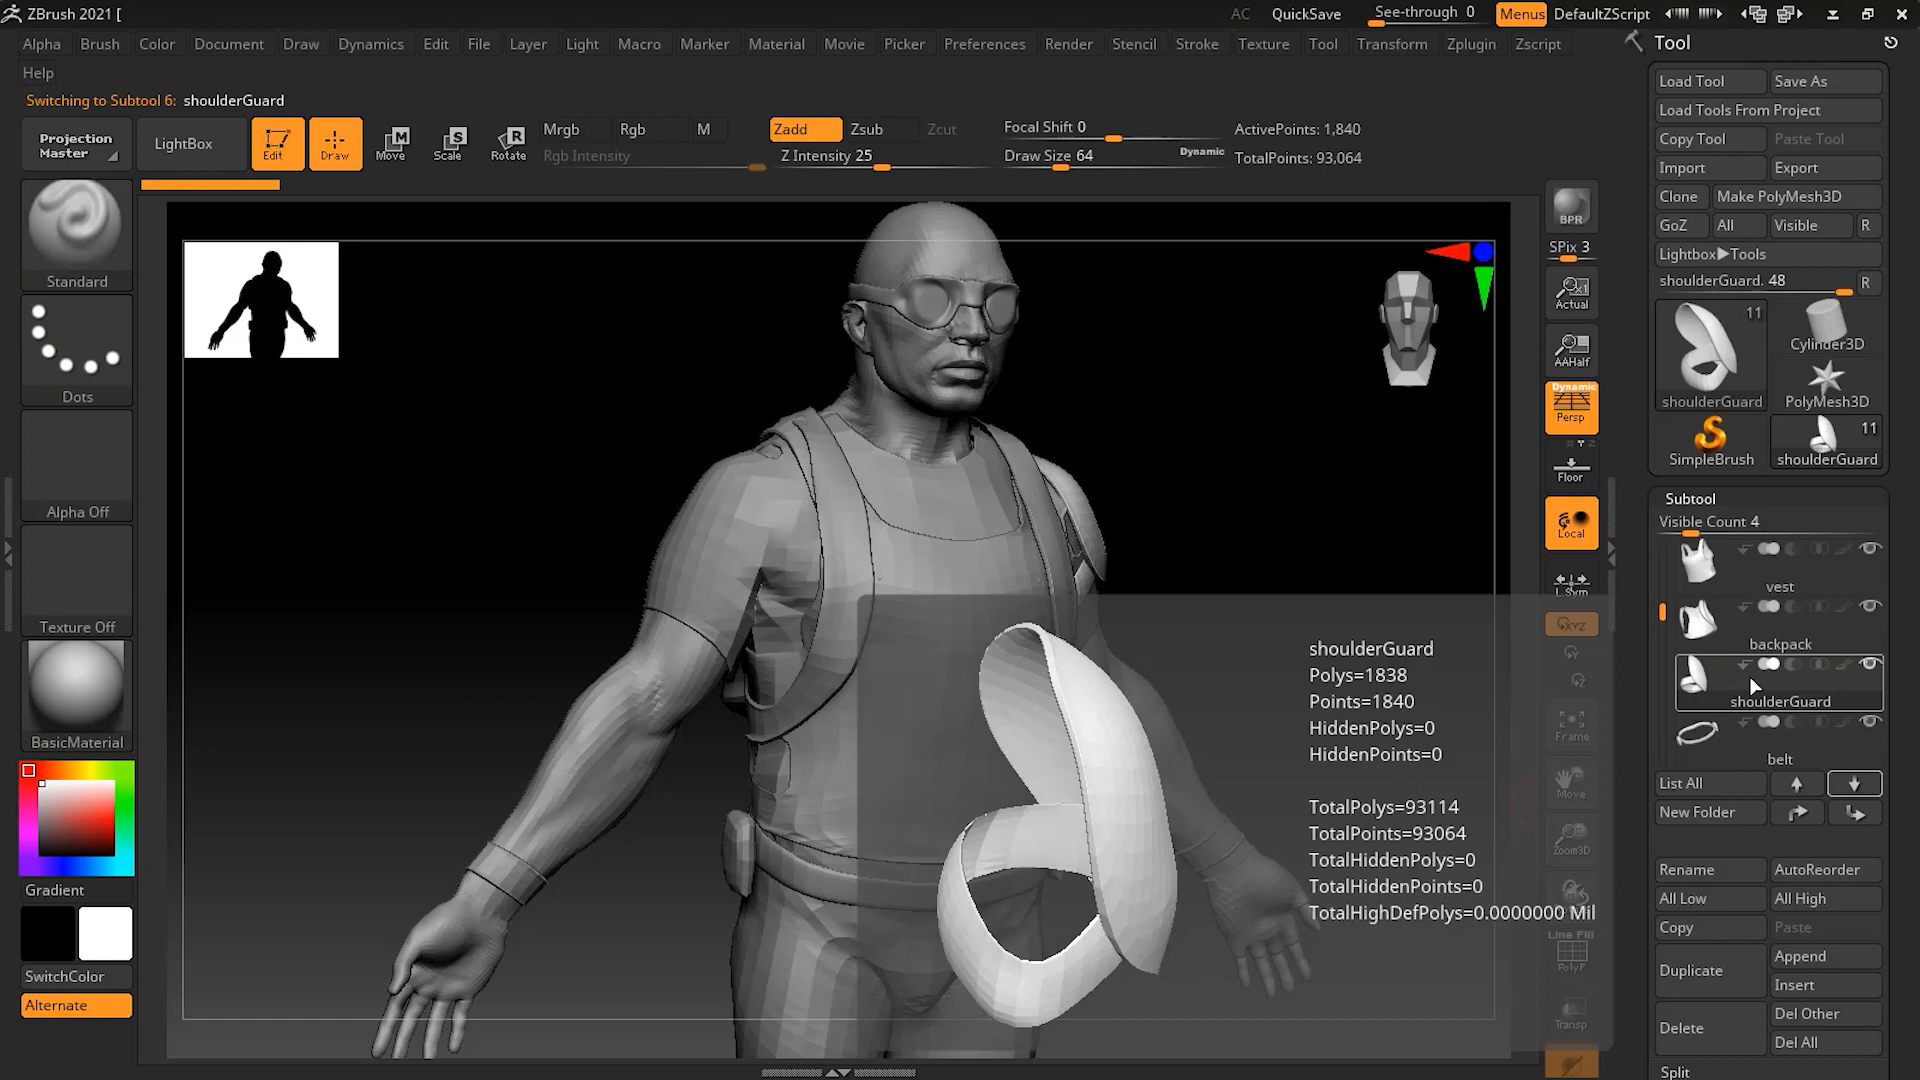 ZBrush 2021 [
AC QuickSave See-through 0 Menus DefaultZScript
Alpha Brush Color Document Draw Dynamics Edit File Layer Light Macro Marker Material Movie Picker Preferences Render Stencil Stroke Texture Tool Transform Zplugin Zscript
Help
Switching to Subtool 6: shoulderGuard
Projection
Master
LightBox
Edit
Draw
Move
Scale
Rotate
Mrgb Rgb M
Rgb Intensity
Zadd Zsub Zcut
Z Intensity 25
Focal Shift 0
Draw Size 64
Dynamic
ActivePoints: 1,840
TotalPoints: 93,064
Standard
Dots
Alpha Off
Texture Off
BasicMaterial
Gradient
SwitchColor
Alternate
shoulderGuard
Polys=1838
Points=1840
HiddenPolys=0
HiddenPoints=0
TotalPolys=93114
TotalPoints=93064
TotalHiddenPolys=0
TotalHiddenPoints=0
TotalHighDefPolys=0.0000000 Mil
BPR
SPix 3
Actual
AAHalf
Dynamic
Persp
Floor
Local
L.Sym
XYZ
Frame
Move
Zoom3D
Line Fill
PolyF
Transp
Tool
Load Tool Save As
Load Tools From Project
Copy Tool Paste Tool
Import Export
Clone Make PolyMesh3D
GoZ All Visible R
Lightbox▶Tools
shoulderGuard. 48 R
11
shoulderGuard
Cylinder3D
PolyMesh3D
SimpleBrush
11
shoulderGuard
Subtool
Visible Count 4
vest
backpack
shoulderGuard
belt
List All
New Folder
Rename AutoReorder
All Low All High
Copy Paste
Duplicate
Append
Insert
Delete
Del Other
Del All
Split